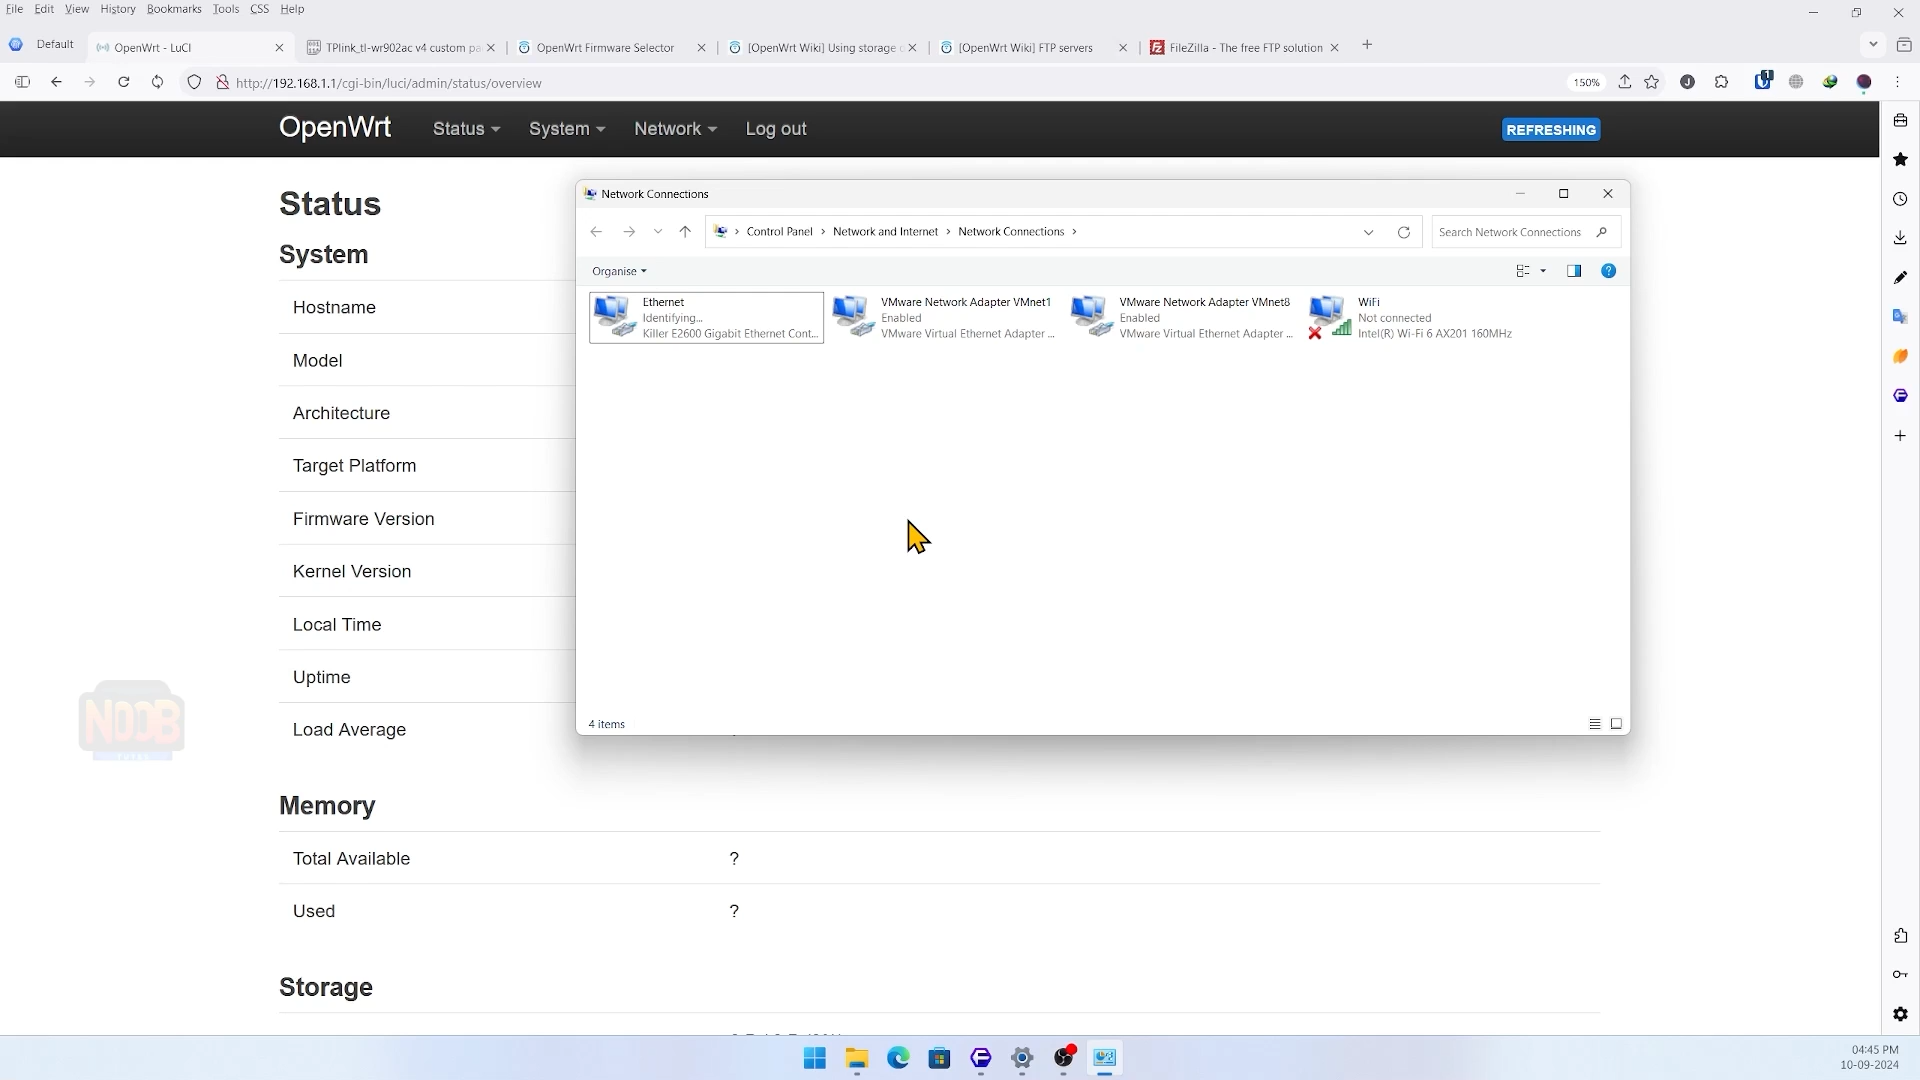 File Edit View History Bookmarks Tools CSS Help
Default
OpenWrt - LuCI
TPlink_tl-wr902ac v4 custom pa
OpenWrt Firmware Selector
[OpenWrt Wiki] Using storage
[OpenWrt Wiki] FTP servers
FileZilla - The free FTP solution
http://192.168.1.1/cgi-bin/luci/admin/status/overview
150%
J
1
OpenWrt
Status
System
Network
Log out
REFRESHING
Status
System
Hostname
Model
Architecture
Target Platform
Firmware Version
Kernel Version
Local Time
Uptime
Load Average
Memory
Total Available ?
Used ?
Storage
Network Connections
Control Panel > Network and Internet > Network Connections >
Search Network Connections
Organise
Ethernet
Identifying...
Killer E2600 Gigabit Ethernet Cont...
VMware Network Adapter VMnet1
Enabled
VMware Virtual Ethernet Adapter ...
VMware Network Adapter VMnet8
Enabled
VMware Virtual Ethernet Adapter ...
WiFi
Not connected
Intel(R) Wi-Fi 6 AX201 160MHz
4 items
NOOB
04:45 PM
10-09-2024